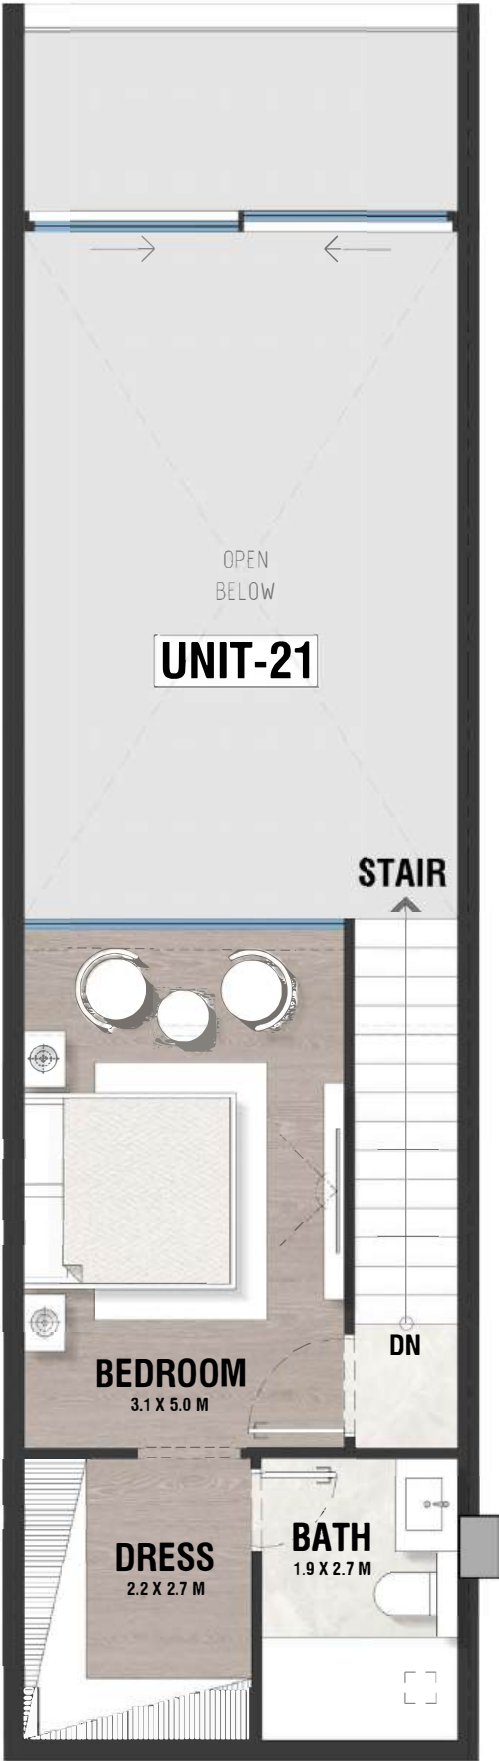 OPEN
BELOW
UNIT-21
STAIR
DN
BEDROOM
3.1 X 5.0 M
DRESS
2.2 X 2.7 M
BATH
1.9 X 2.7 M